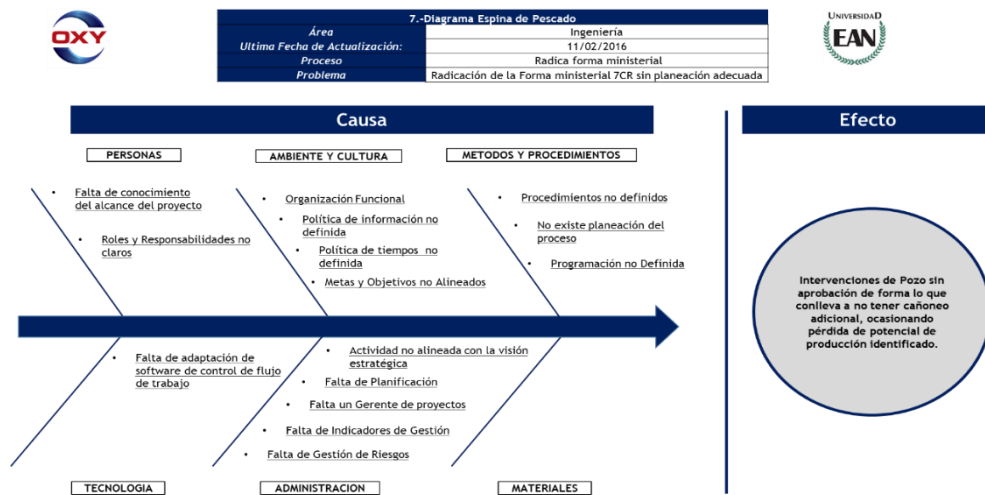 OXY
7.-Diagrama Espina de Pescado
Área
Ingeniería
Ultima Fecha de Actualización:
11/02/2016
Proceso
Radica forma ministerial
Problema
Radicación de la Forma ministerial 7CR sin planeación adecuada
UNIVERSIDAD
EAN
Causa
Efecto
PERSONAS
AMBIENTE Y CULTURA
METODOS Y PROCEDIMIENTOS
• Falta de conocimiento
del alcance del proyecto
• Roles y Responsabilidades no
claros
• Organización Funcional
• Política de información no
definida
• Política de tiempos no
definida
• Metas y Objetivos no Alineados
• Procedimientos no definidos
• No existe planeación del
proceso
• Programación no Definida
Intervenciones de Pozo sin
aprobación de forma lo que
conlleva a no tener cañoneo
adicional, ocasionando
pérdida de potencial de
producción identificado.
• Falta de adaptación de
software de control de flujo
de trabajo
• Actividad no alineada con la visión
estratégica
• Falta de Planificación
• Falta un Gerente de proyectos
• Falta de Indicadores de Gestión
• Falta de Gestión de Riesgos
TECNOLOGIA
ADMINISTRACION
MATERIALES